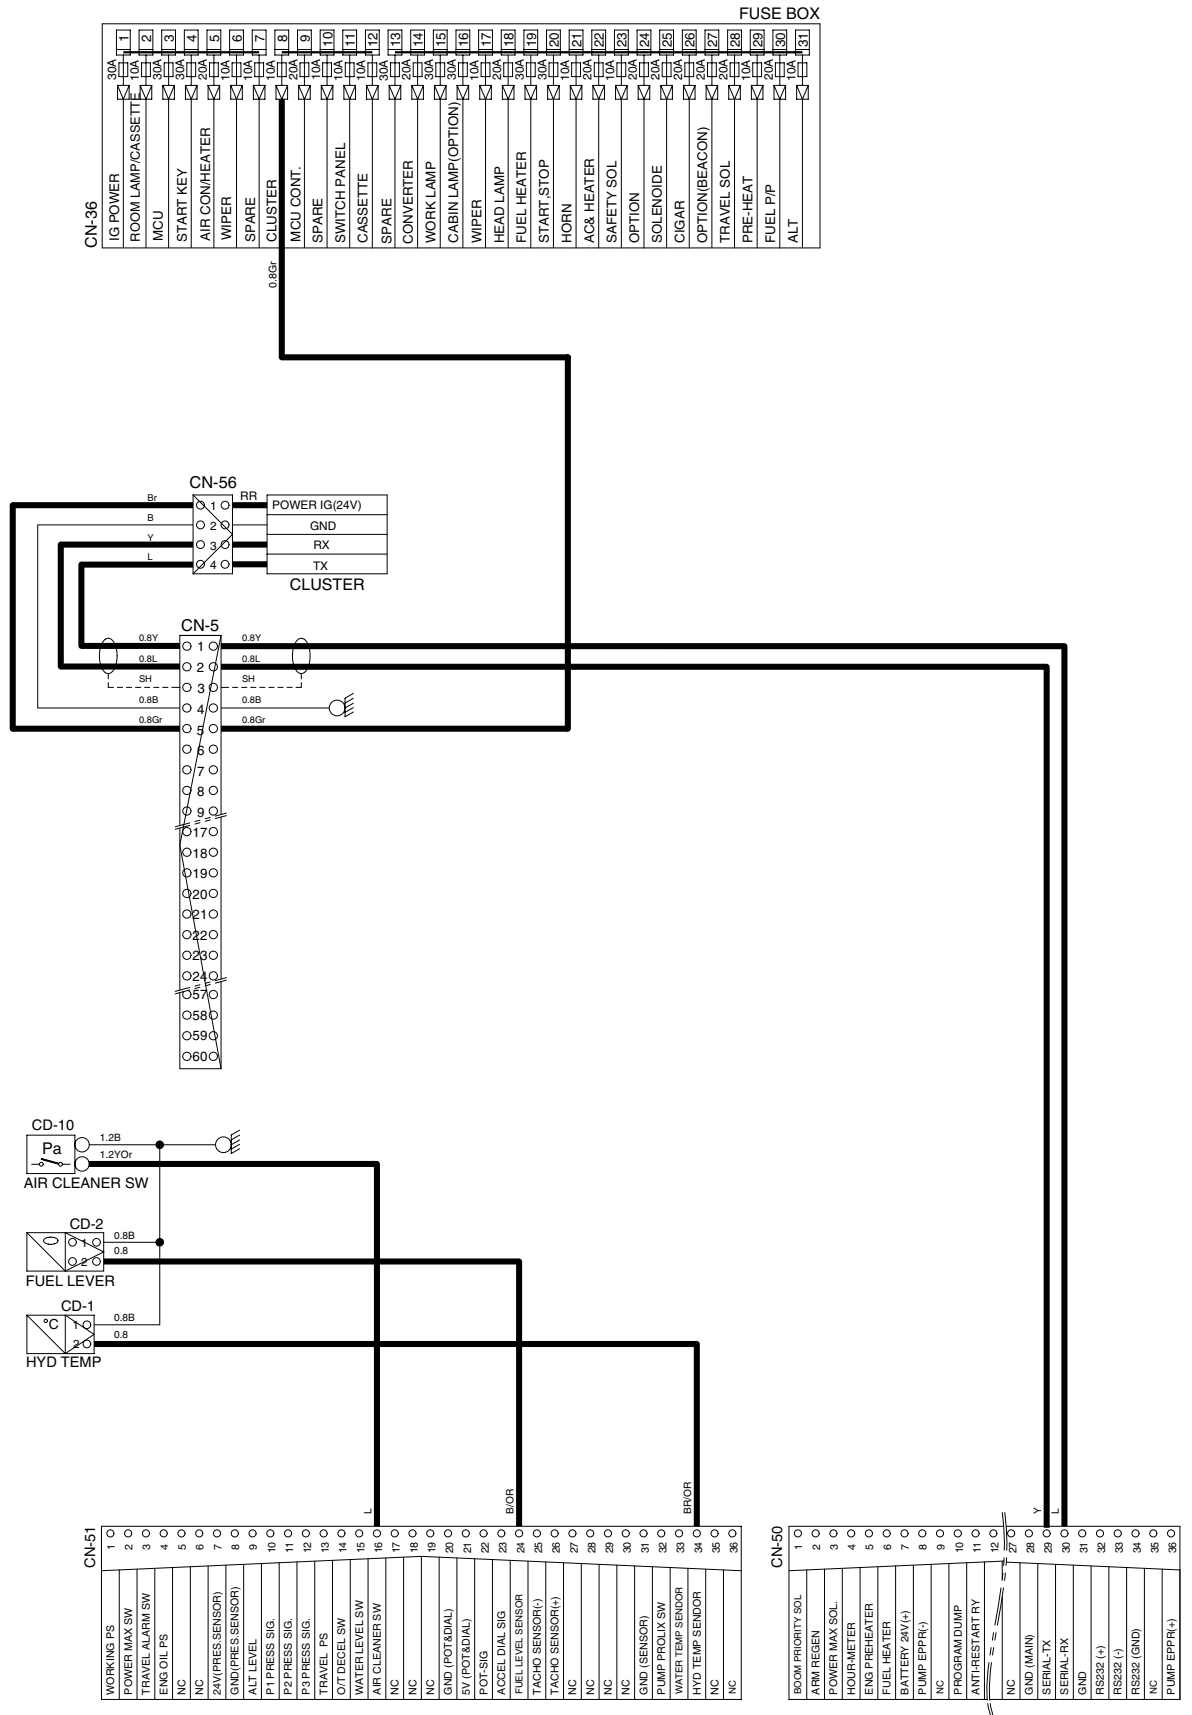 FUSE BOX
1 2 3 4 5 6 7 8 9 10 11 12 13 14 15 16 17 18 19 20 21 22 23 24 25 26 27 28 29 30 31
30A 10A 30A 30A 20A 10A 10A 10A 20A 10A 10A 10A 30A 20A 30A 30A 10A 20A 30A 20A 10A 20A 20A 10A 20A 20A 10A 20A 20A 10A 20A 10A
CN-36
IG POWER
ROOM LAMP/CASSETTE
MCU
START KEY
AIR CON/HEATER
WIPER
SPARE
CLUSTER
MCU CONT.
SPARE
SWITCH PANEL
CASSETTE
SPARE
CONVERTER
WORK LAMP
CABIN LAMP(OPTION)
WIPER
HEAD LAMP
FUEL HEATER
START,STOP
HORN
AC& HEATER
SAFETY SOL
OPTION
SOLENOIDE
CIGAR
OPTION(BEACON)
TRAVEL SOL
PRE-HEAT
FUEL P/P
ALT
0.8Gr
CN-56
Br 1 RR POWER IG(24V)
B 2 GND
Y 3 RX
L 4 TX
CLUSTER
CN-5
0.8Y 1 0.8Y
0.8L 2 0.8L
SH 3 SH
0.8B 4 0.8B
0.8Gr 5 0.8Gr
6
7
8
9
17
18
19
20
21
22
23
24
57
58
59
60
CD-10
Pa
1.2B
1.2YOr
AIR CLEANER SW
CD-2
1 0.8B
2 0.8
FUEL LEVER
CD-1
°C
1 0.8B
2 0.8
HYD TEMP
L
B/OR
BR/OR
Y
L
CN-51
1 2 3 4 5 6 7 8 9 10 11 12 13 14 15 16 17 18 19 20 21 22 23 24 25 26 27 28 29 30 31 32 33 34 35 36
WORKING PS
POWER MAX SW
TRAVEL ALARM SW
ENG OIL PS
NC
NC
24V(PRES.SENSOR)
GND(PRES.SENSOR)
ALT LEVEL
P1 PRESS SIG.
P2 PRESS SIG.
P3 PRESS SIG.
TRAVEL PS
O/T DECEL SW
WATER LEVEL SW
AIR CLEANER SW
NC
NC
NC
GND (POT&DIAL)
5V (POT&DIAL)
POT-SIG
ACCEL DIAL SIG
FUEL LEVEL SENSOR
TACHO SENSOR(-)
TACHO SENSOR(+)
NC
NC
NC
NC
GND (SENSOR)
PUMP PROLIX SW
WATER TEMP SENDOR
HYD TEMP SENDOR
NC
NC
CN-50
1 2 3 4 5 6 7 8 9 10 11 12 27 28 29 30 31 32 33 34 35 36
BOOM PRIORITY SOL
ARM REGEN
POWER MAX SOL.
HOUR-METER
ENG PREHEATER
FUEL HEATER
BATTERY 24V(+)
PUMP EPPR(-)
NC
PROGRAM DUMP
ANTI-RESTART RY
NC
GND (MAIN)
SERIAL-TX
SERIAL-RX
GND
RS232 (+)
RS232 (-)
RS232 (GND)
NC
PUMP EPPR(+)